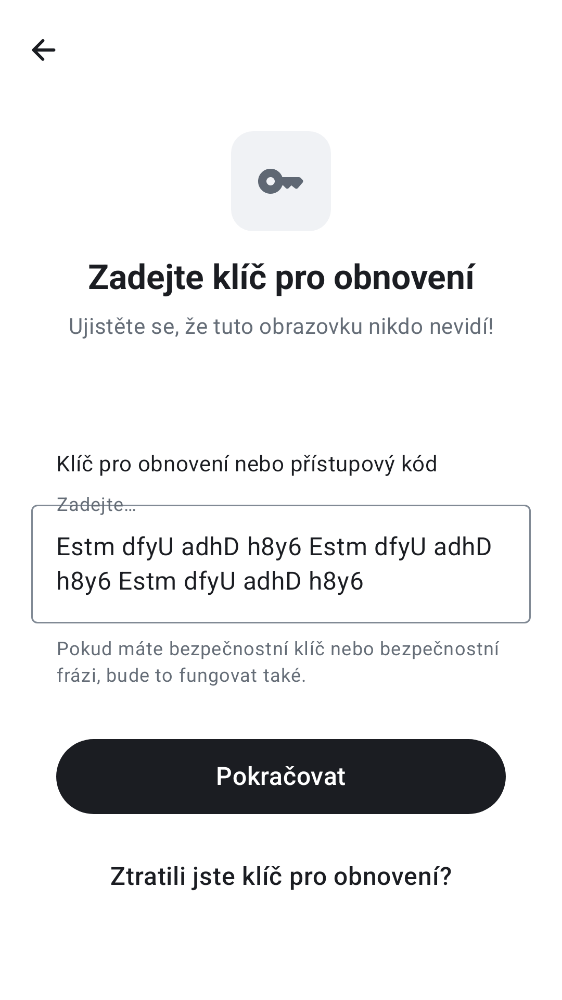 Zadejte klíč pro obnovení
Ujistěte se, že tuto obrazovku nikdo nevidí!
Klíč pro obnovení nebo přístupový kód
Zadejte…
Estm dfyU adhD h8y6 Estm dfyU adhD
h8y6 Estm dfyU adhD h8y6
Pokud máte bezpečnostní klíč nebo bezpečnostní
frázi, bude to fungovat také.
Pokračovat
Ztratili jste klíč pro obnovení?